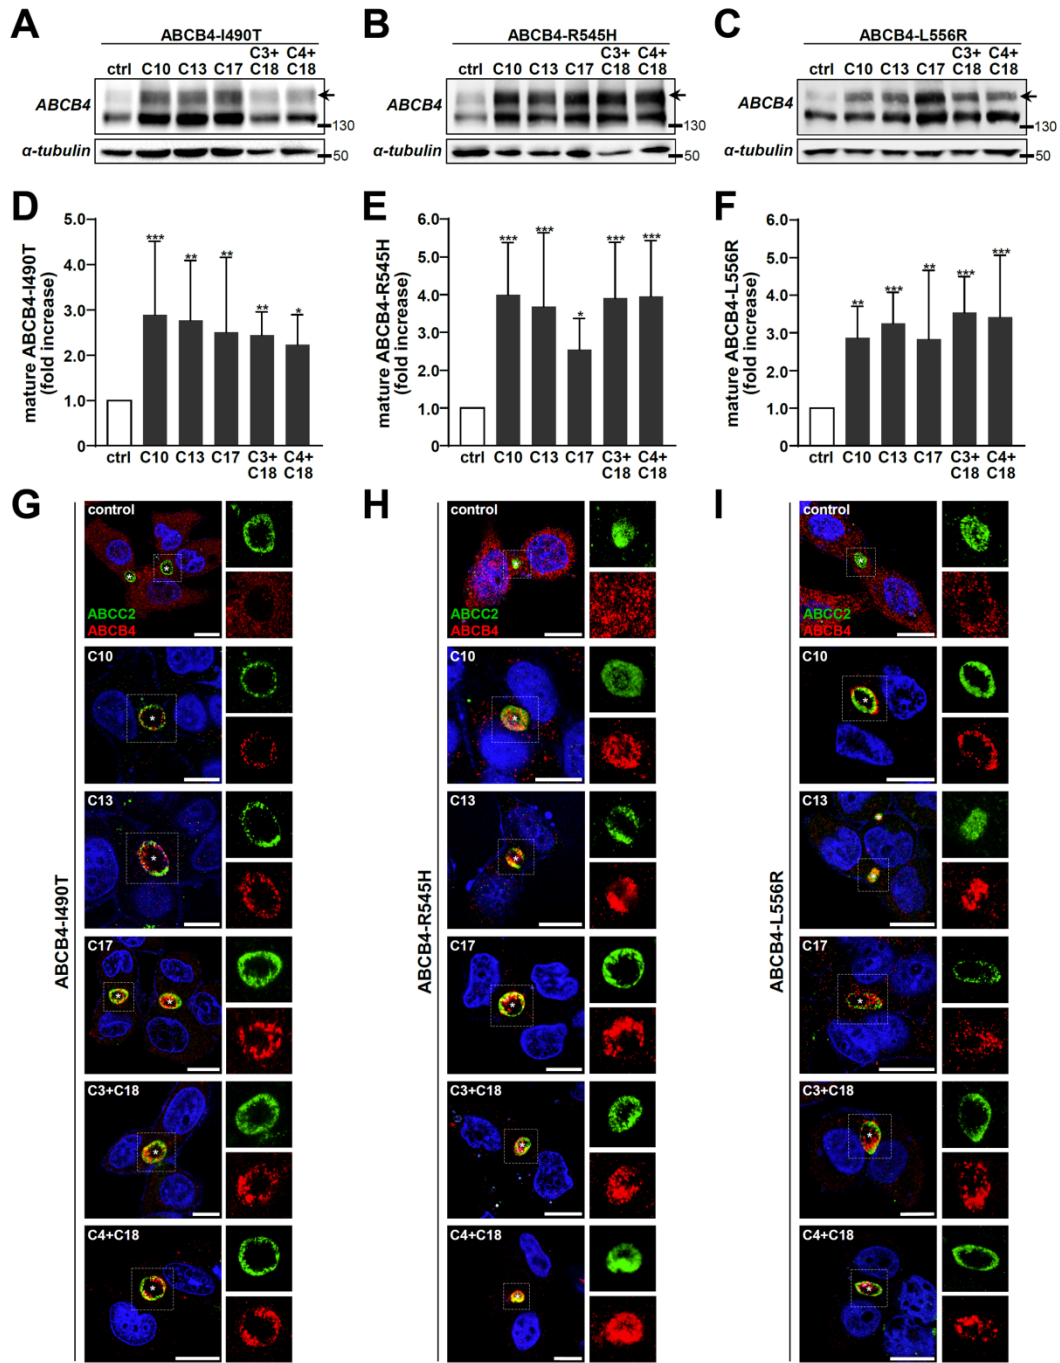 A
ABCB4-I490T
C3+ C4+
ctrl C10 C13 C17 C18 C18
ABCB4
130
α-tubulin
50
B
ABCB4-R545H
C3+ C4+
ctrl C10 C13 C17 C18 C18
ABCB4
130
α-tubulin
50
C
ABCB4-L556R
C3+ C4+
ctrl C10 C13 C17 C18 C18
ABCB4
130
α-tubulin
50
D
mature ABCB4-I490T
(fold increase)
5.0
4.0
3.0
2.0
1.0
0
*** ** ** ** *
ctrl C10 C13 C17 C3+ C4+
C18 C18
E
mature ABCB4-R545H
(fold increase)
6.0
5.0
4.0
3.0
2.0
1.0
0
*** *** * *** ***
ctrl C10 C13 C17 C3+ C4+
C18 C18
F
mature ABCB4-L556R
(fold increase)
6.0
5.0
4.0
3.0
2.0
1.0
0
** *** ** *** ***
ctrl C10 C13 C17 C3+ C4+
C18 C18
G
ABCB4-I490T
control
ABCC2
ABCB4
C10
C13
C17
C3+C18
C4+C18
H
ABCB4-R545H
control
ABCC2
ABCB4
C10
C13
C17
C3+C18
C4+C18
I
ABCB4-L556R
control
ABCC2
ABCB4
C10
C13
C17
C3+C18
C4+C18